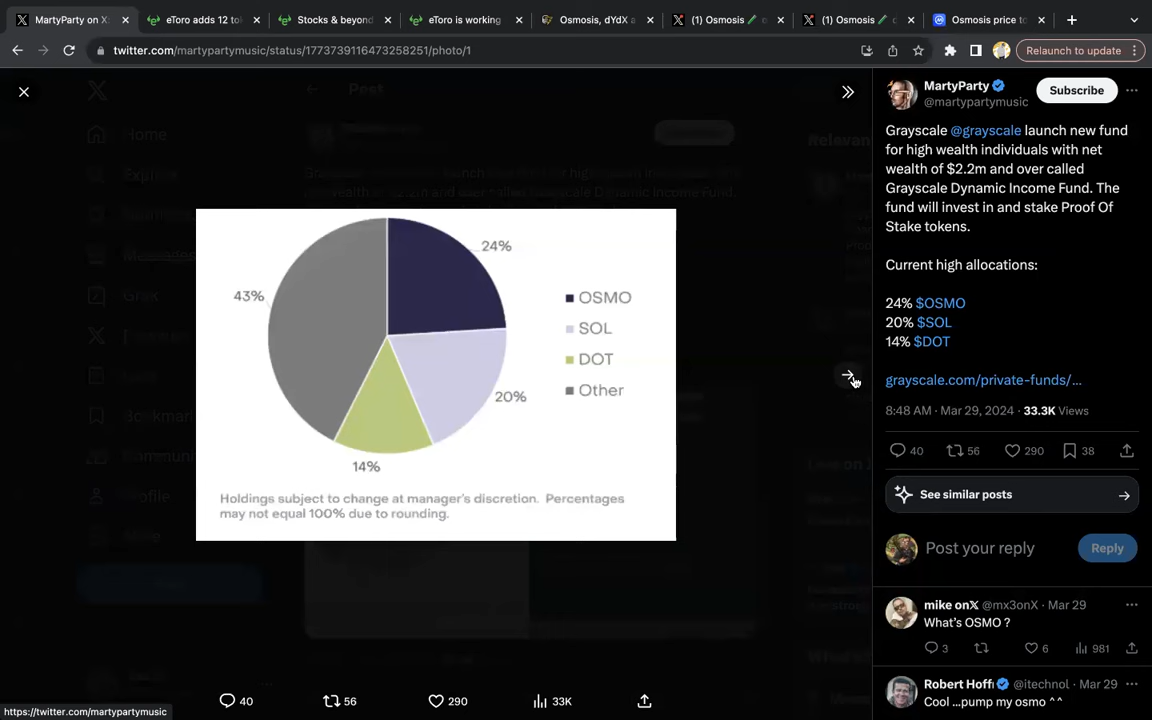 MartyParty on X:
eToro adds 12 to
Stocks & beyond
eToro is working
Osmosis, dYdX a
(1) Osmosis
(1) Osmosis
Osmosis price to
twitter.com/martypartymusic/status/1773739116473258251/photo/1
Relaunch to update
MartyParty
@martypartymusic
Subscribe
Grayscale @grayscale launch new fund
for high wealth individuals with net
wealth of $2.2m and over called
Grayscale Dynamic Income Fund. The
fund will invest in and stake Proof Of
Stake tokens.
Current high allocations:
24% $OSMO
20% $SOL
14% $DOT
grayscale.com/private-funds/...
8:48 AM · Mar 29, 2024 · 33.3K Views
40 56 290 38
See similar posts
Post your reply
Reply
mike on𝕏 @mx3onX · Mar 29
What's OSMO ?
3 6 981
Robert Hoff @itechnol · Mar 29
Cool ...pump my osmo ^^
Post
Home
24%
43%
20%
14%
OSMO
SOL
DOT
Other
Holdings subject to change at manager's discretion. Percentages
may not equal 100% due to rounding.
40 56 290 33K
https://twitter.com/martypartymusic